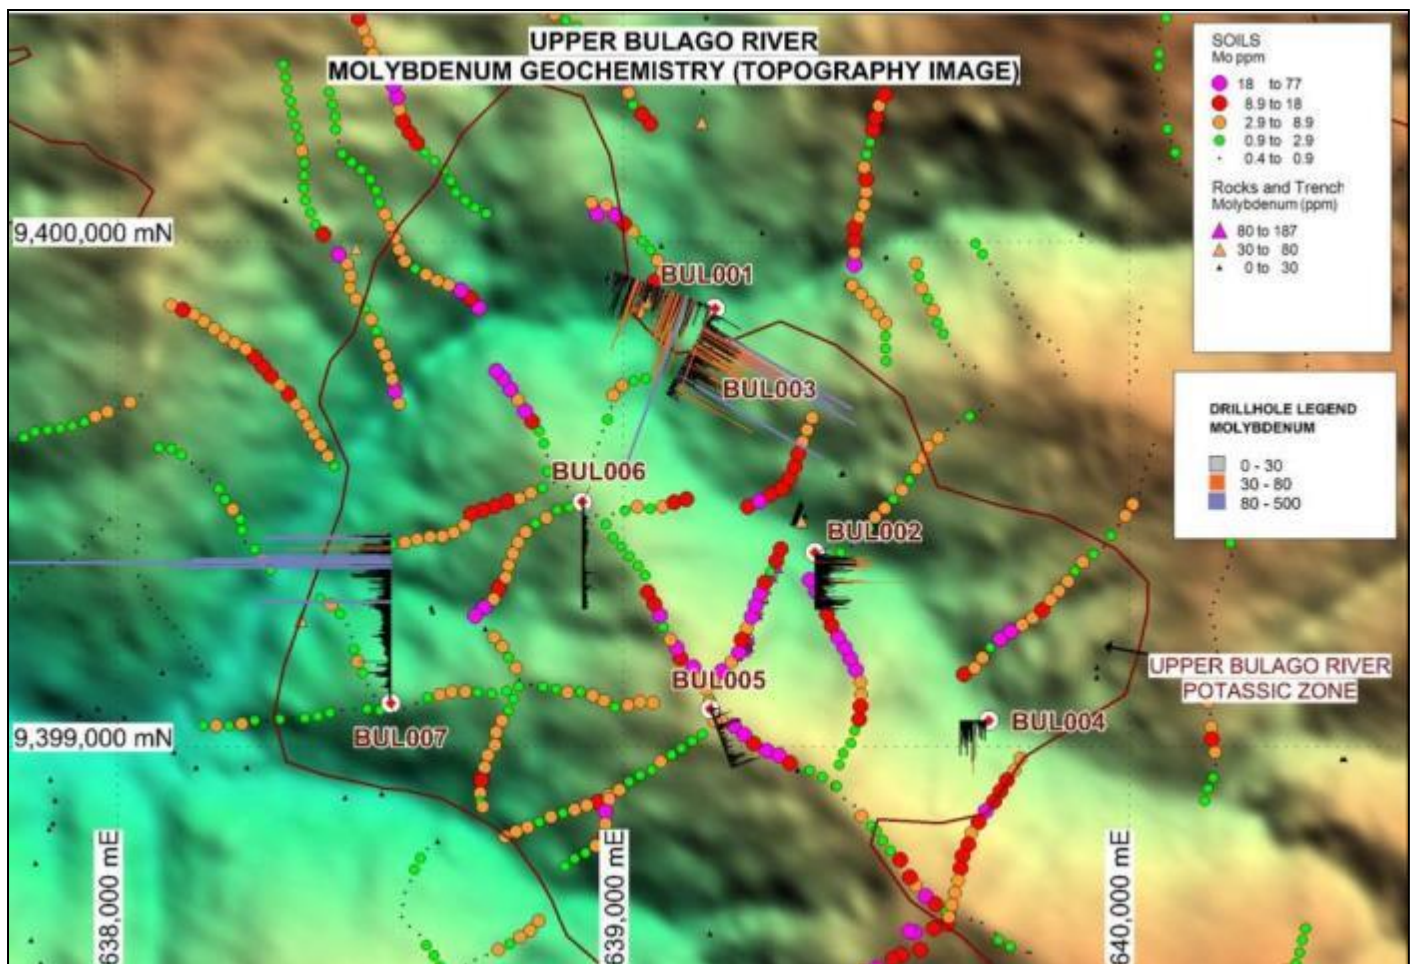 UPPER BULAGO RIVER
MOLYBDENUM GEOCHEMISTRY (TOPOGRAPHY IMAGE)
SOILS
Mo ppm
18 to 77
8.9 to 18
2.9 to 8.9
0.9 to 2.9
0.4 to 0.9
Rocks and Trench
Molybdenum (ppm)
80 to 187
30 to 80
0 to 30
9,400,000 mN
BUL001
BUL003
DRILLHOLE LEGEND
MOLYBDENUM
0 - 30
30 - 80
80 - 500
BUL006
BUL002
BUL005
UPPER BULAGO RIVER
POTASSIC ZONE
BUL004
BUL007
9,399,000 mN
638,000 mE
639,000 mE
640,000 mE